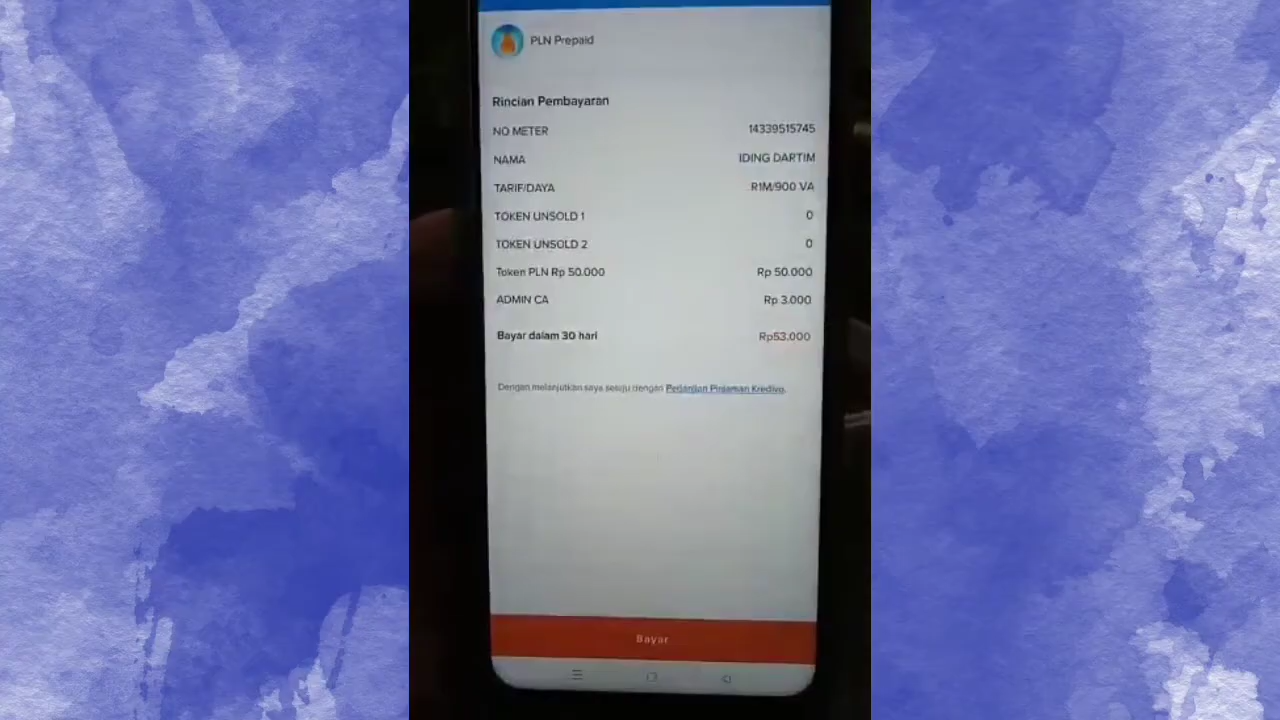 PLN Prepaid
Rincian Pembayaran
NO METER 14339515745
NAMA IDING DARTIM
TARIF/DAYA R1M/900 VA
TOKEN UNSOLD 1 0
TOKEN UNSOLD 2 0
Token PLN Rp 50.000 Rp 50.000
ADMIN CA Rp 3.000
Bayar dalam 30 hari Rp53.000
Dengan melanjutkan saya setuju dengan Perjanjian Pinjaman Kredivo.
Bayar